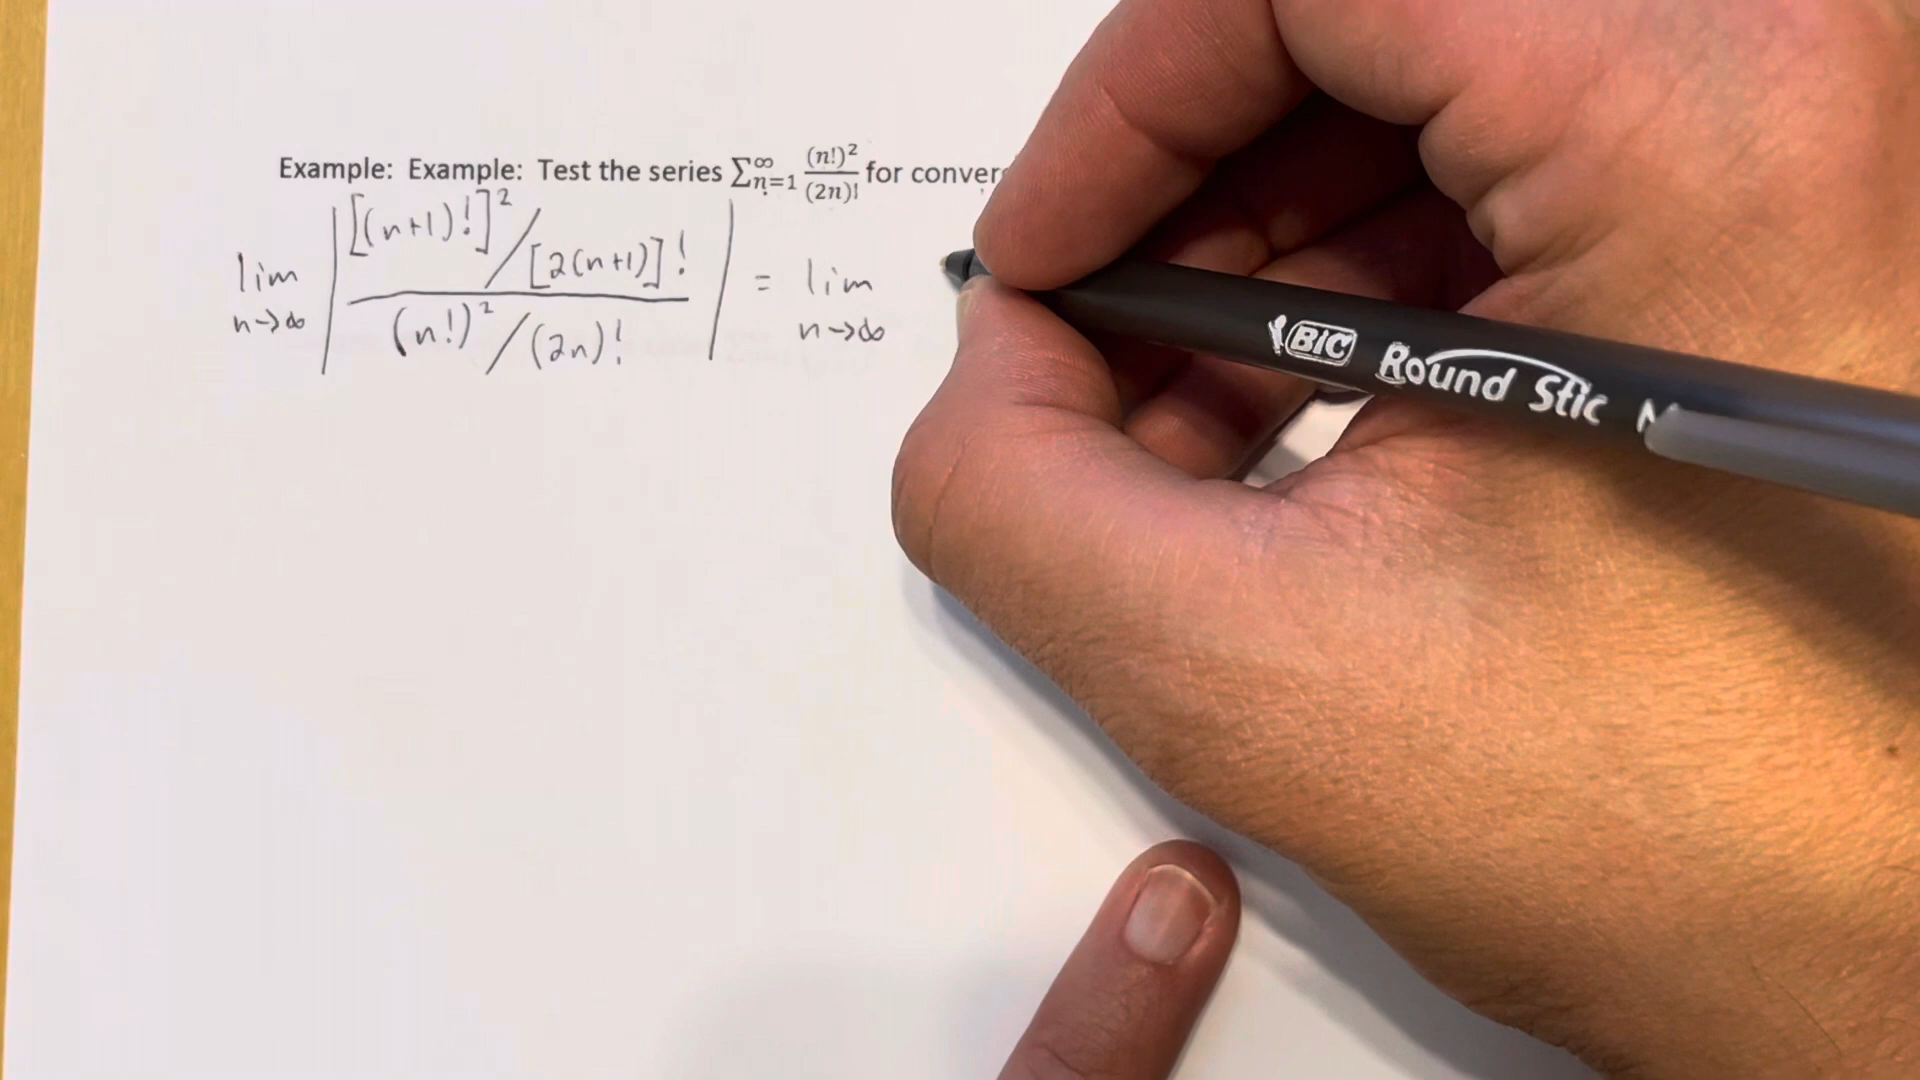 Example: Example: Test the series ∑_{n=1}^{∞} (n!)²/(2n)! for
lim n→∞ | [(n+1)!]²/[2(n+1)]! / (n!)²/(2n)! | = lim n→∞
BIC Round Stic